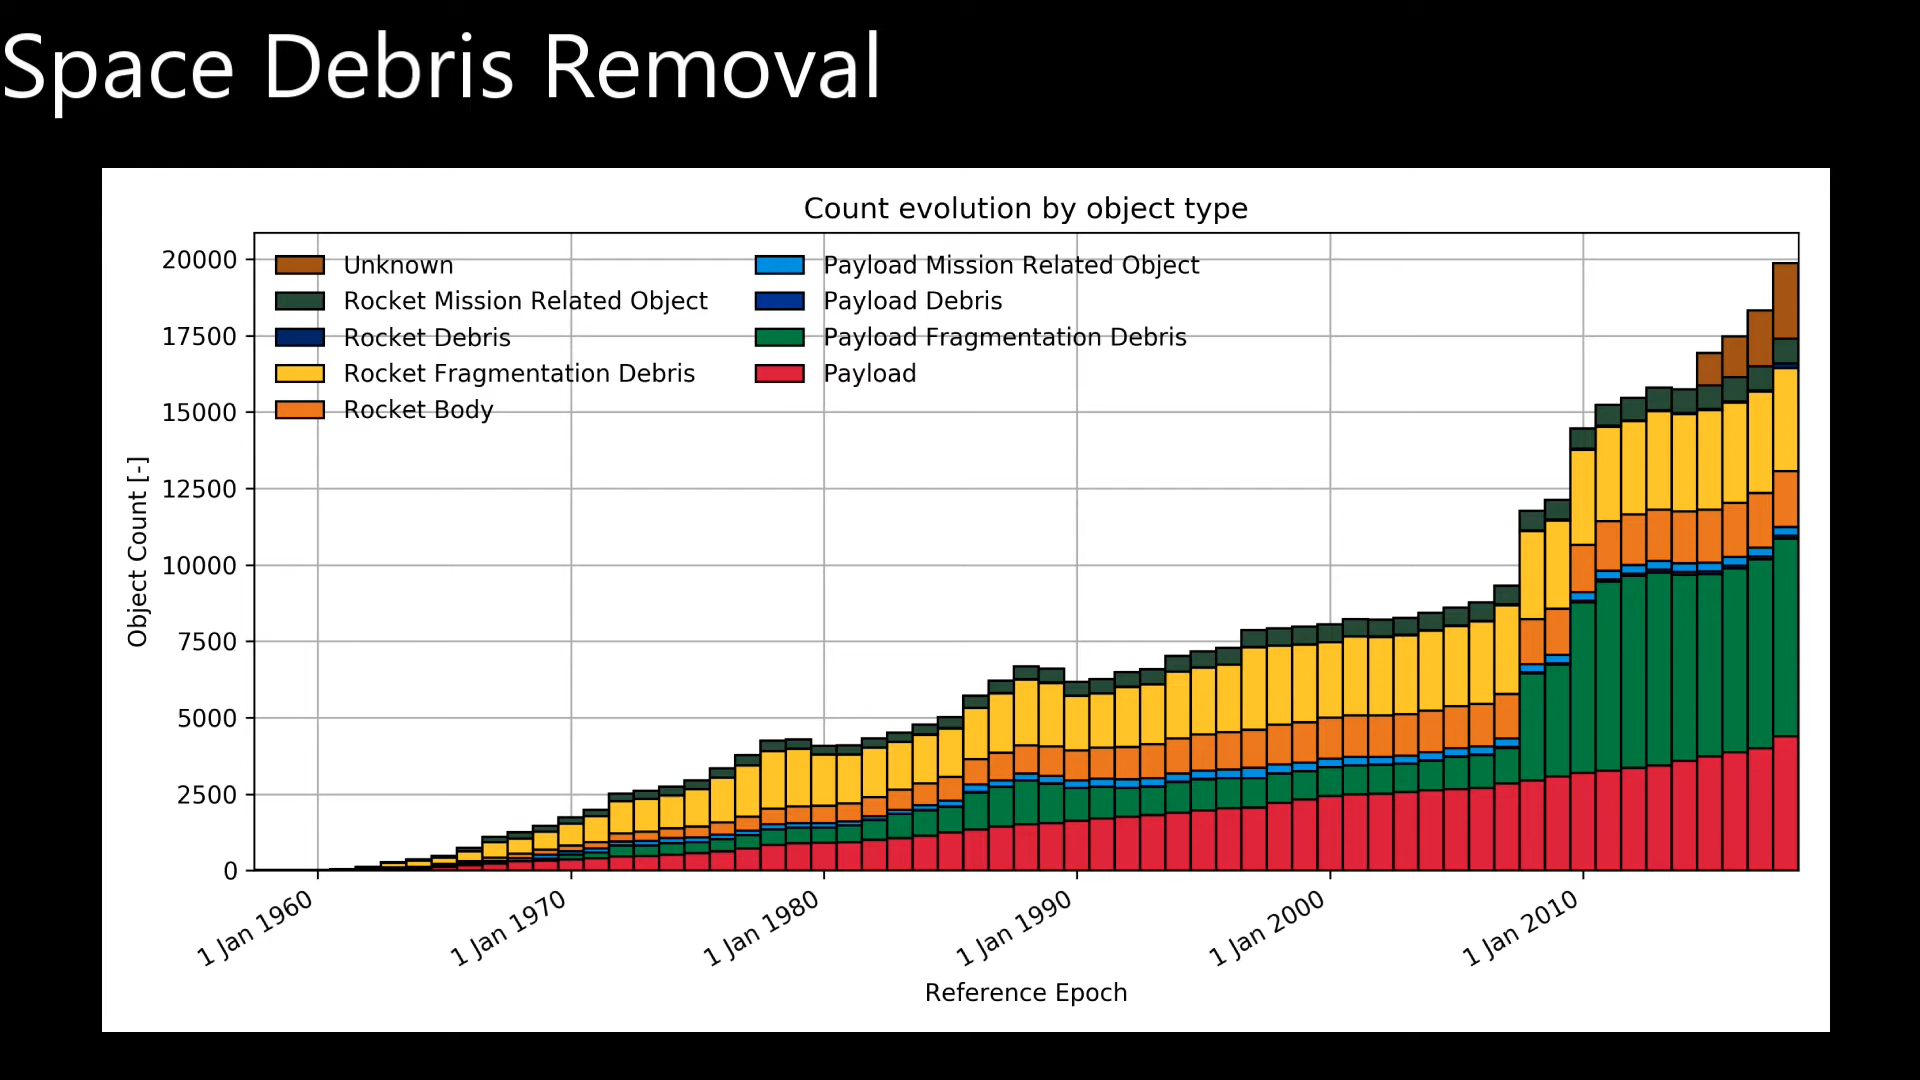 Space Debris Removal
Count evolution by object type
Unknown
Rocket Mission Related Object
Rocket Debris
Rocket Fragmentation Debris
Rocket Body
Payload Mission Related Object
Payload Debris
Payload Fragmentation Debris
Payload
Object Count [-]
20000
17500
15000
12500
10000
7500
5000
2500
0
1 Jan 1960
1 Jan 1970
1 Jan 1980
1 Jan 1990
1 Jan 2000
1 Jan 2010
Reference Epoch